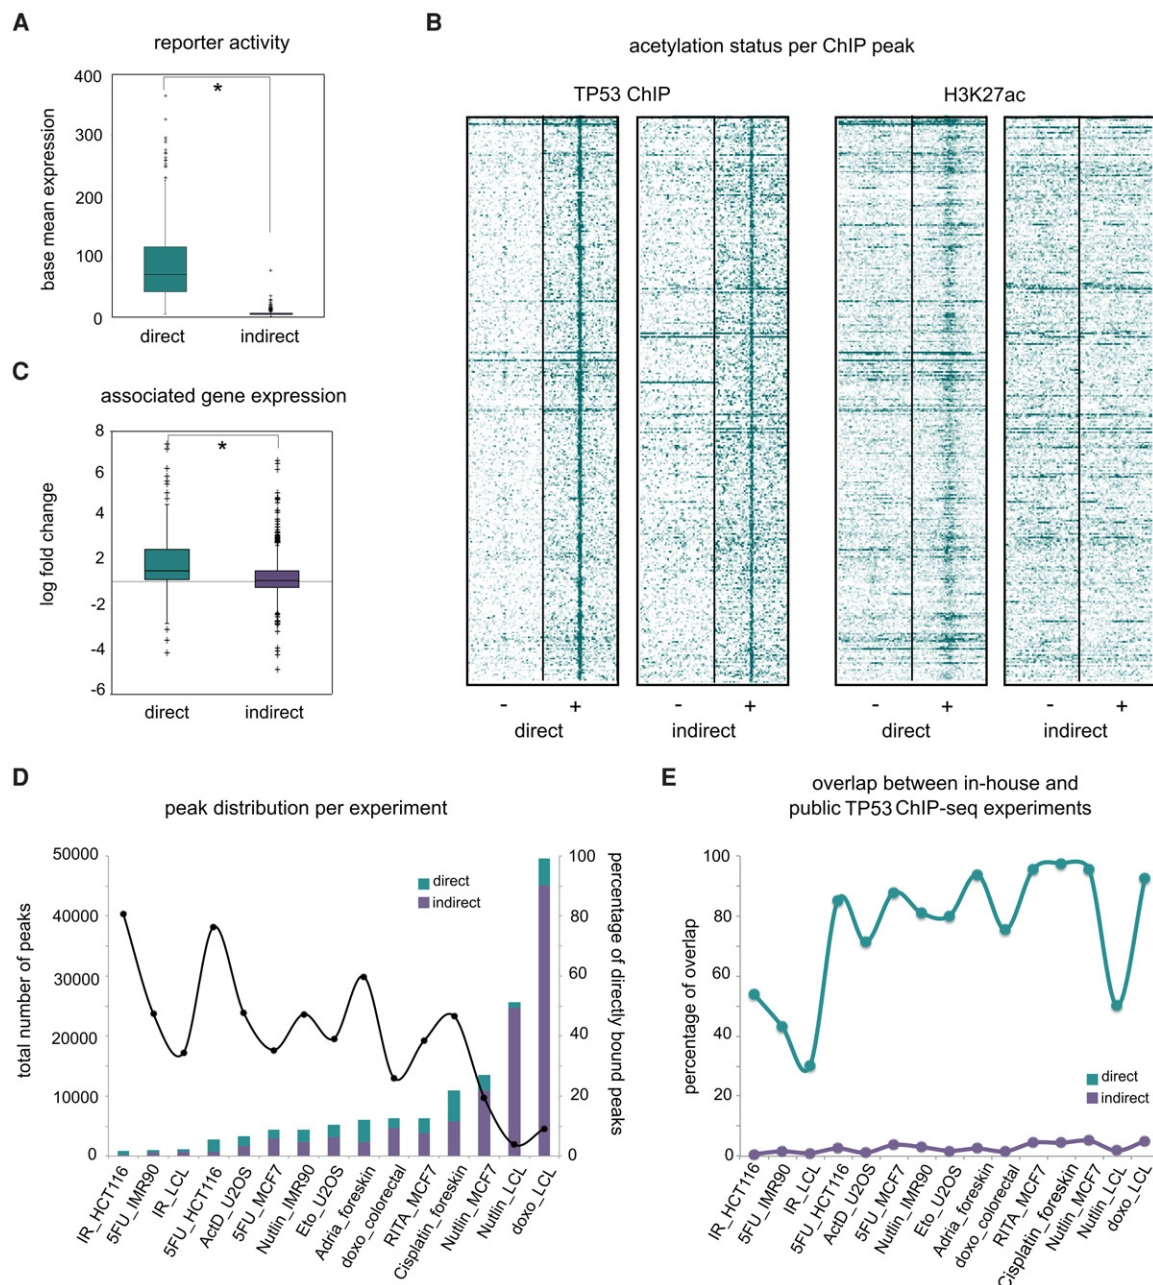 A
reporter activity
base mean expression
400
300
200
100
0
*
direct
indirect
B
acetylation status per ChIP peak
TP53 ChIP
H3K27ac
-
+
-
+
-
+
-
+
direct
indirect
direct
indirect
C
associated gene expression
log fold change
8
6
4
2
-2
-4
-6
*
direct
indirect
D
peak distribution per experiment
total number of peaks
50000
40000
30000
20000
10000
0
direct
indirect
100
80
60
40
20
0
percentage of directly bound peaks
IR_HCT116
5FU_IMR90
IR_LCL
5FU_HCT116
ActD_U2OS
5FU_MCF7
Nutlin_IMR90
Eto_U2OS
Adria_foreskin
doxo_colorectal
RITA_MCF7
Cisplatin_foreskin
Nutlin_MCF7
Nutlin_LCL
doxo_LCL
E
overlap between in-house and
public TP53 ChIP-seq experiments
percentage of overlap
100
80
60
40
20
0
direct
indirect
IR_HCT116
5FU_IMR90
IR_LCL
5FU_HCT116
ActD_U2OS
5FU_MCF7
Nutlin_IMR90
Eto_U2OS
Adria_foreskin
doxo_colorectal
RITA_MCF7
Cisplatin_foreskin
Nutlin_MCF7
Nutlin_LCL
doxo_LCL